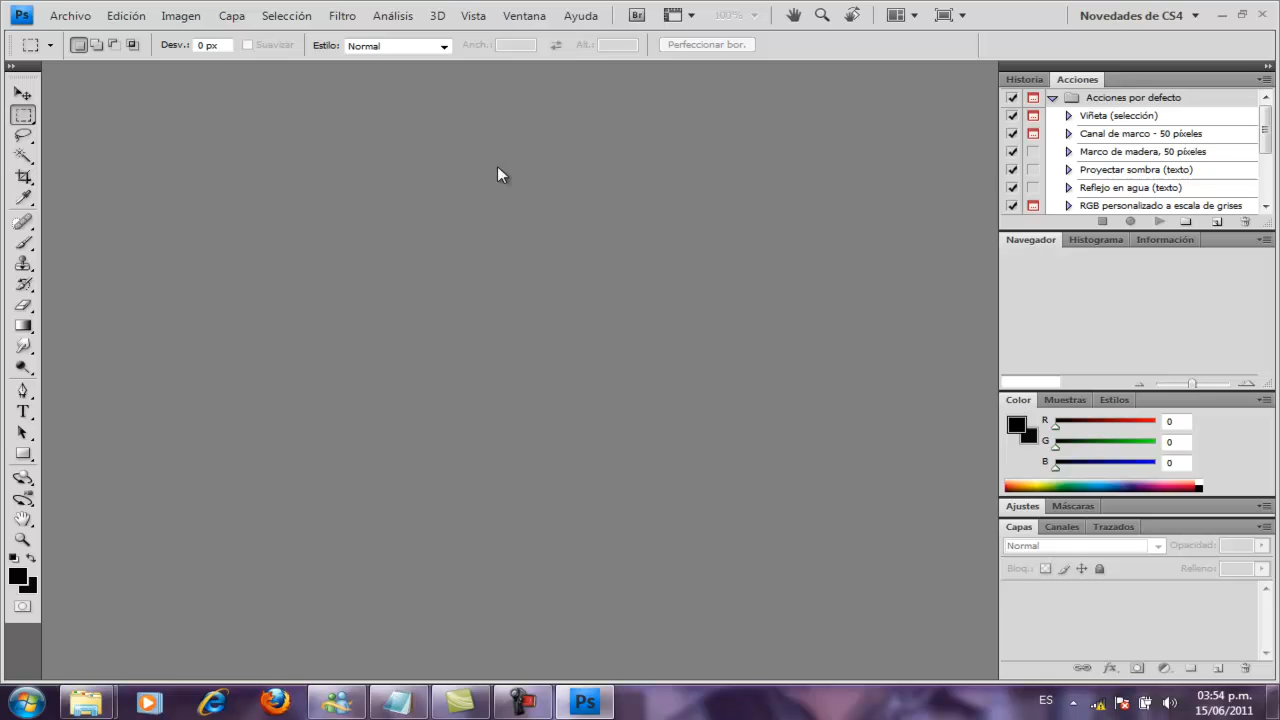 Ps Archivo Edición Imagen Capa Selección Filtro Análisis 3D Vista Ventana Ayuda Br 100% Novedades de CS4
Desv.: 0 px Suavizar Estilo: Normal Anch.: Alt.: Perfeccionar bor.
Historia Acciones
Acciones por defecto
Viñeta (selección)
Canal de marco - 50 píxeles
Marco de madera, 50 píxeles
Proyectar sombra (texto)
Reflejo en agua (texto)
RGB personalizado a escala de grises
Navegador Histograma Información
Color Muestras Estilos
R 0
G 0
B 0
Ajustes Máscaras
Capas Canales Trazados
Normal Opacidad:
Bloq.: Relleno:
T
fx
Ps ES 03:54 p.m.
15/06/2011